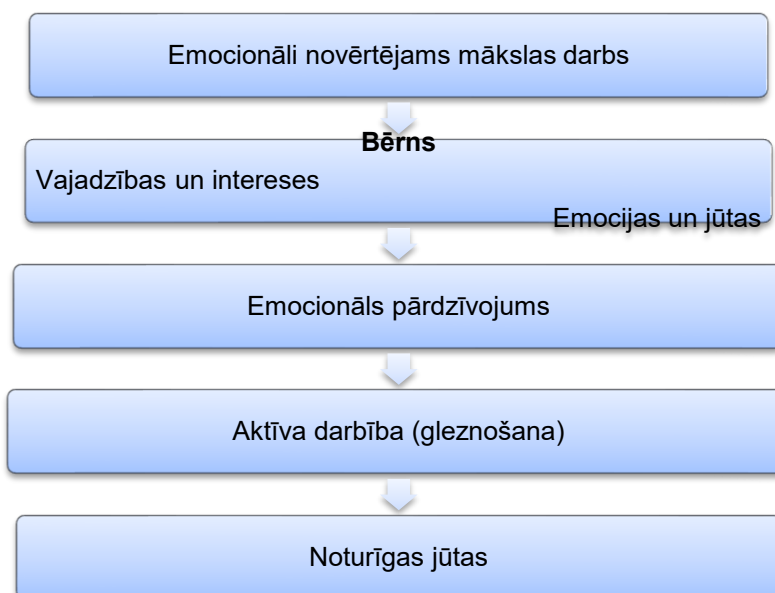 Emocionāli novērtējams mākslas darbs
Bērns
Vajadzības un intereses
Emocijas un jūtas
Emocionāls pārdzīvojums
Aktīva darbība (gleznošana)
Noturīgas jūtas